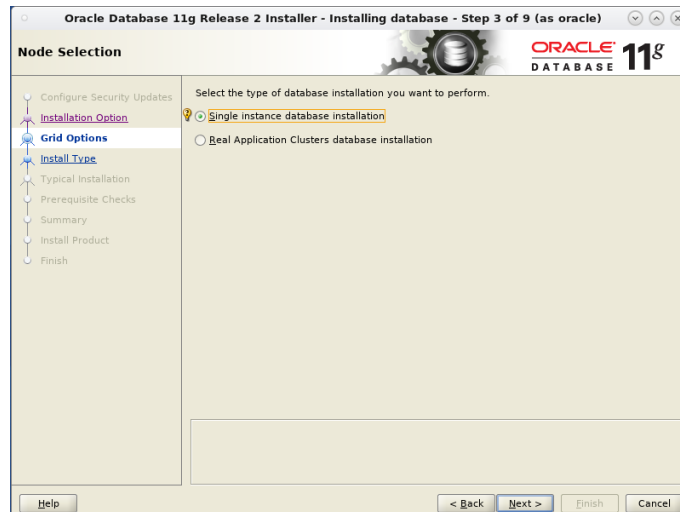 Oracle Database 11g Release 2 Installer - Installing database - Step 3 of 9 (as oracle)
Node Selection
ORACLE
DATABASE
11g
Configure Security Updates
Installation Option
Grid Options
Install Type
Typical Installation
Prerequisite Checks
Summary
Install Product
Finish
Select the type of database installation you want to perform.
Single instance database installation
Real Application Clusters database installation
Help
< Back
Next >
Finish
Cancel